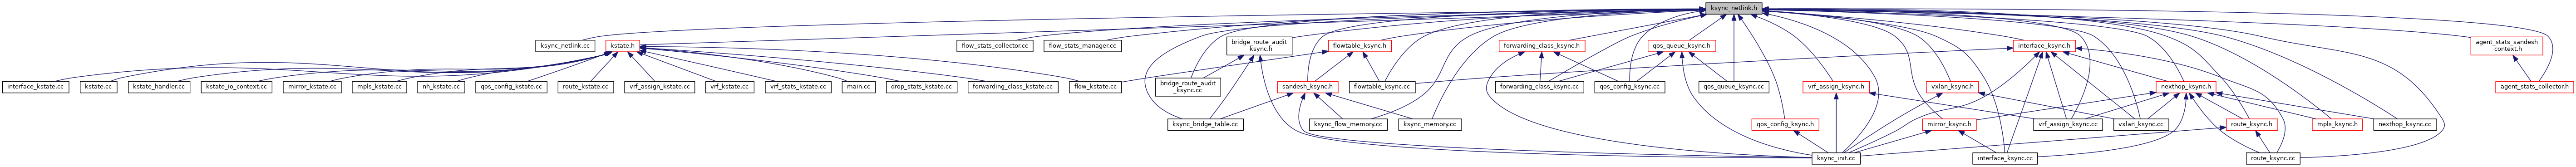 ksync_netlink.h
ksync_netlink.cc
kstate.h
flow_stats_collector.cc
flow_stats_manager.cc
bridge_route_audit
_ksync.h
flowtable_ksync.h
forwarding_class_ksync.h
qos_queue_ksync.h
interface_ksync.h
agent_stats_sandesh
_context.h
interface_kstate.cc
kstate.cc
kstate_handler.cc
kstate_io_context.cc
mirror_kstate.cc
mpls_kstate.cc
nh_kstate.cc
qos_config_kstate.cc
route_kstate.cc
vrf_assign_kstate.cc
vrf_kstate.cc
vrf_stats_kstate.cc
main.cc
drop_stats_kstate.cc
forwarding_class_kstate.cc
flow_kstate.cc
bridge_route_audit
_ksync.cc
sandesh_ksync.h
flowtable_ksync.cc
forwarding_class_ksync.cc
qos_config_ksync.cc
qos_queue_ksync.cc
vrf_assign_ksync.h
vxlan_ksync.h
nexthop_ksync.h
agent_stats_collector.h
ksync_bridge_table.cc
ksync_flow_memory.cc
ksync_memory.cc
qos_config_ksync.h
mirror_ksync.h
vrf_assign_ksync.cc
vxlan_ksync.cc
route_ksync.h
mpls_ksync.h
nexthop_ksync.cc
ksync_init.cc
interface_ksync.cc
route_ksync.cc